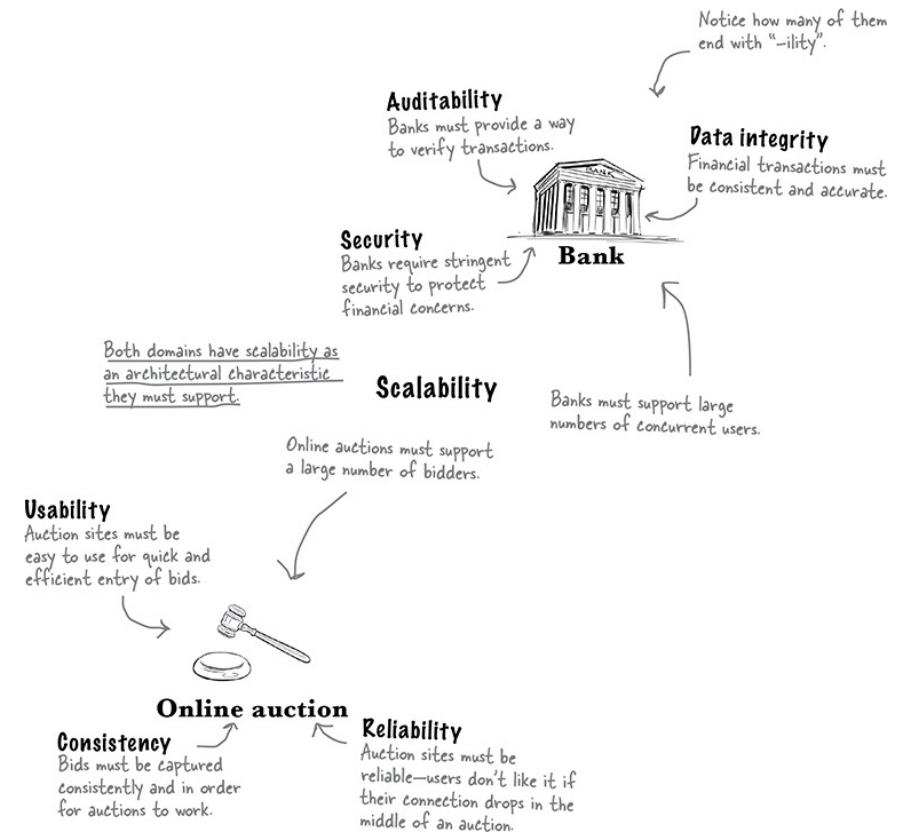 Notice how many of them
end with “-ility”.
Auditability
Banks must provide a way
to verify transactions.
Data integrity
Financial transactions must
be consistent and accurate.
BANK
Security
Banks require stringent
security to protect
financial concerns.
Bank
Both domains have scalability as
an architectural characteristic
they must support.
Scalability
Banks must support large
numbers of concurrent users.
Online auctions must support
a large number of bidders.
Usability
Auction sites must be
easy to use for quick and
efficient entry of bids.
Online auction
Consistency
Bids must be captured
consistently and in order
for auctions to work.
Reliability
Auction sites must be
reliable—users don’t like it if
their connection drops in the
middle of an auction.